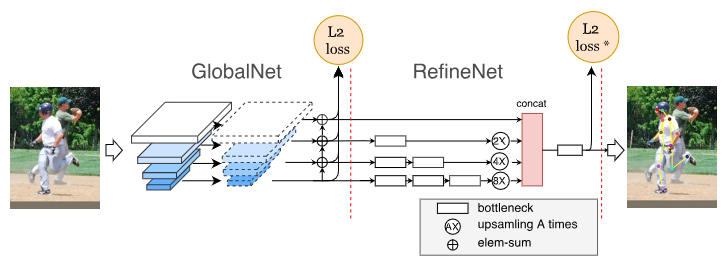 L2
loss
L2
loss *
GlobalNet
RefineNet
concat
2X
4X
8X
bottleneck
AX
upsamling A times
elem-sum